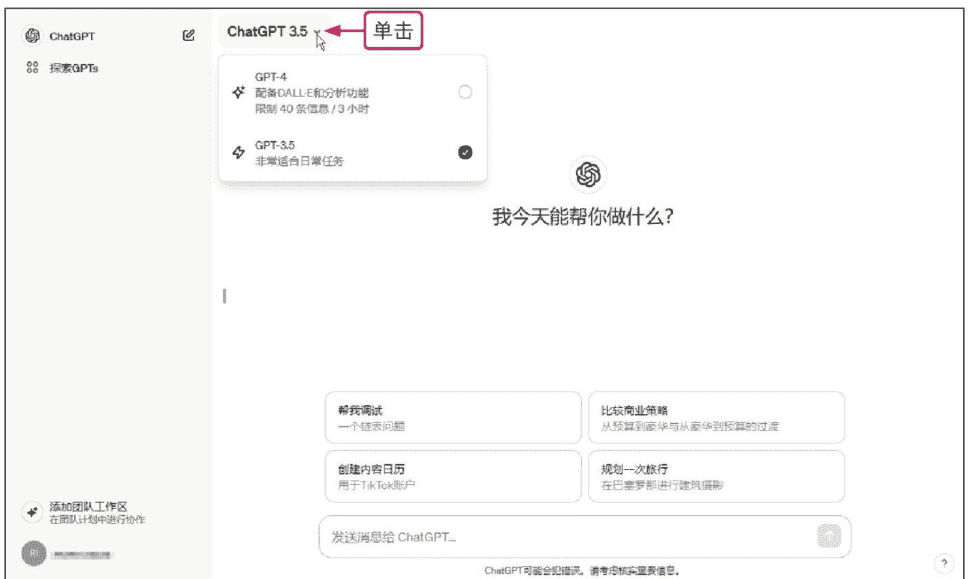 ChatGPT
探索GPTs
ChatGPT 3.5
单击
GPT-4
配备DALL·E和分析功能
限制 40 条信息 / 3 小时
GPT-3.5
非常适合日常任务
我今天能帮你做什么?
帮我调试
一个链表问题
比较商业策略
从预算到豪华与从豪华到预算的过渡
创建内容日历
用于TikTok账户
规划一次旅行
在巴塞罗那进行建筑摄影
添加团队工作区
在团队计划中进行协作
RI
发送消息给 ChatGPT...
ChatGPT可能会犯错误。请考虑核实重要信息。
?